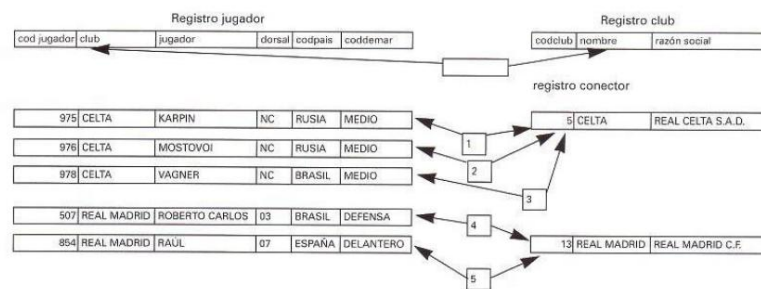 Registro jugador
Registro club
cod jugador club jugador dorsal codpais coddemar
codclub nombre razón social
registro conector
975 CELTA KARPIN NC RUSIA MEDIO
5 CELTA REAL CELTA S.A.D.
1
976 CELTA MOSTOVOI NC RUSIA MEDIO
2
978 CELTA VAGNER NC BRASIL MEDIO
3
507 REAL MADRID ROBERTO CARLOS 03 BRASIL DEFENSA
4
854 REAL MADRID RAÚL 07 ESPAÑA DELANTERO
13 REAL MADRID REAL MADRID C.F.
5